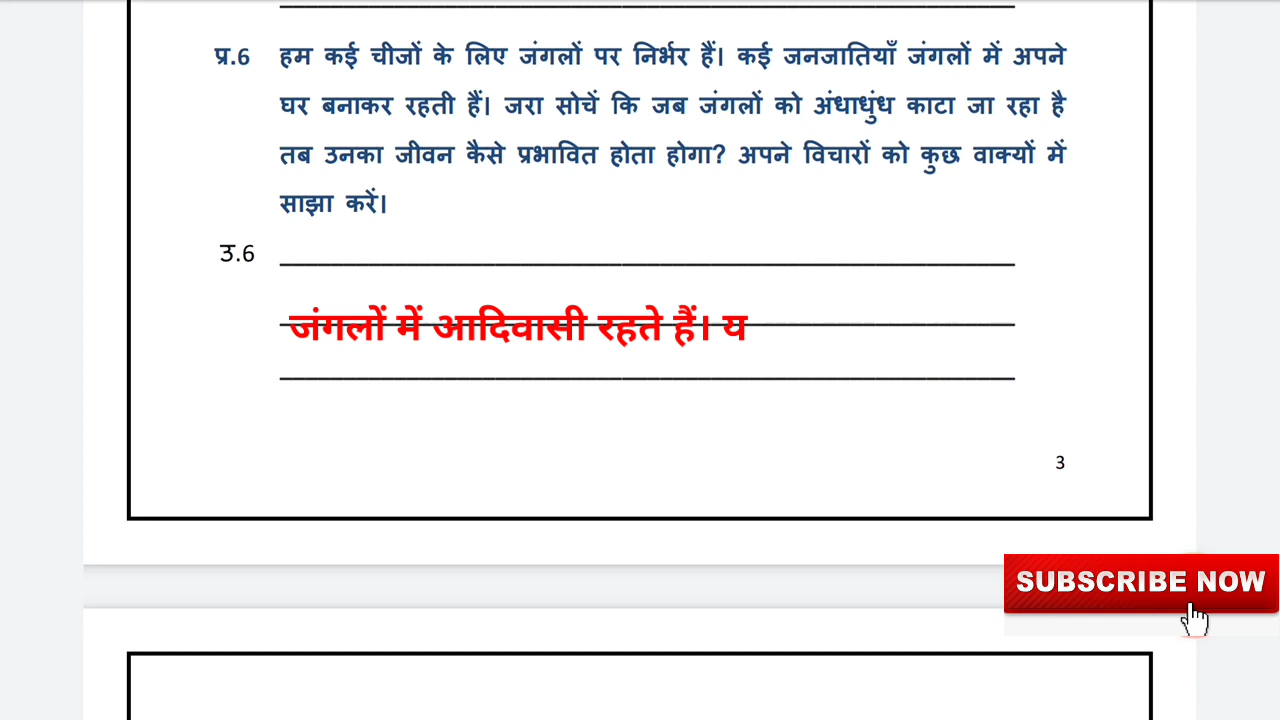 प्र.6 हम कई चीजों के लिए जंगलों पर निर्भर हैं। कई जनजातियाँ जंगलों में अपने
घर बनाकर रहती हैं। जरा सोचें कि जब जंगलों को अंधाधुंध काटा जा रहा है
तब उनका जीवन कैसे प्रभावित होता होगा? अपने विचारों को कुछ वाक्यों में
साझा करें।
उ.6
जंगलों में आदिवासी रहते हैं। य
3
SUBSCRIBE NOW